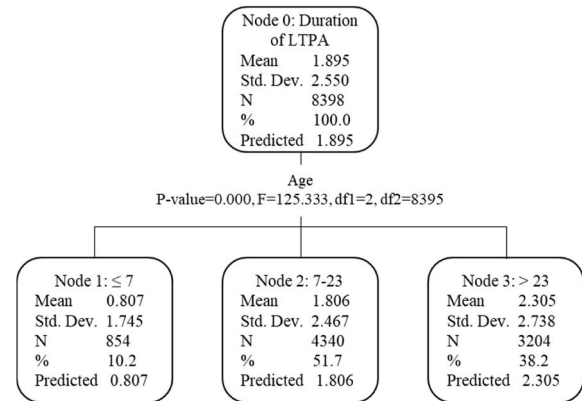 Node 0: Duration
of LTPA
Mean 1.895
Std. Dev. 2.550
N 8398
% 100.0
Predicted 1.895
Age
P-value=0.000, F=125.333, df1=2, df2=8395
Node 1: ≤ 7
Mean 0.807
Std. Dev. 1.745
N 854
% 10.2
Predicted 0.807
Node 2: 7-23
Mean 1.806
Std. Dev. 2.467
N 4340
% 51.7
Predicted 1.806
Node 3: > 23
Mean 2.305
Std. Dev. 2.738
N 3204
% 38.2
Predicted 2.305